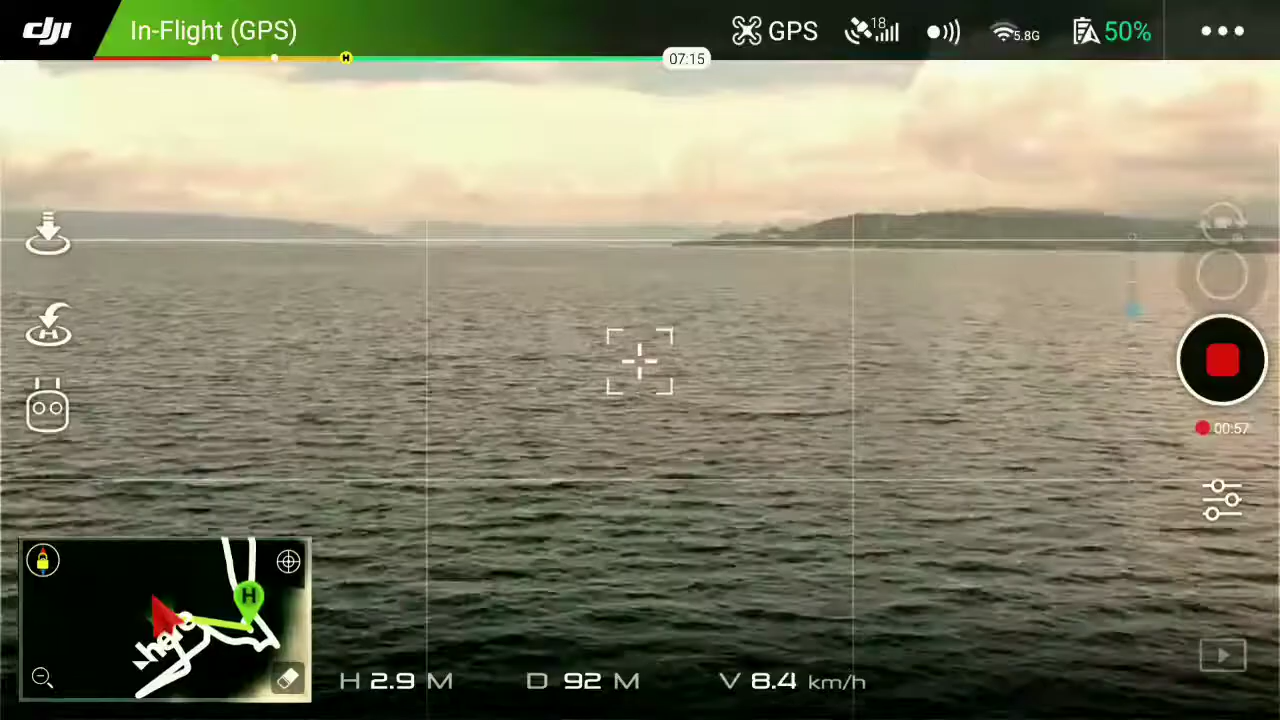 dji
In-Flight (GPS)
GPS
18
5.8G
50%
H
07:15
00:57
H
H 2.9 M
D 92 M
V 8.4 km/h